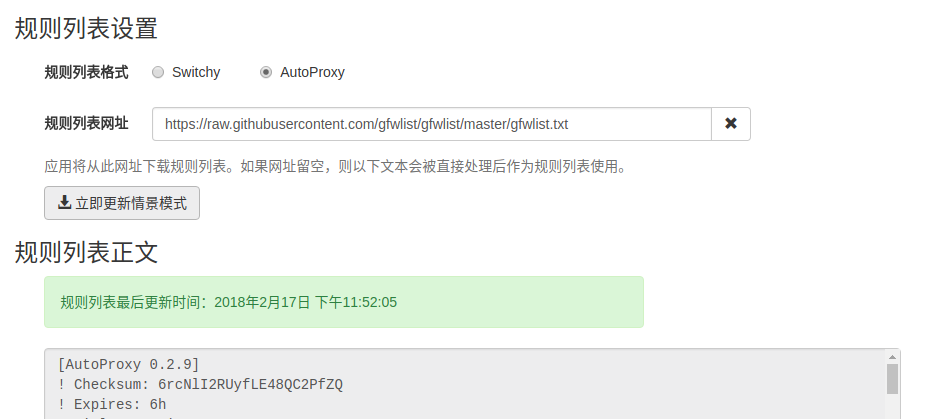 规则列表设置
规则列表格式 Switchy AutoProxy
规则列表网址 https://raw.githubusercontent.com/gfwlist/gfwlist/master/gfwlist.txt
应用将从此网址下载规则列表。如果网址留空，则以下文本会被直接处理后作为规则列表使用。
立即更新情景模式
规则列表正文
规则列表最后更新时间：2018年2月17日 下午11:52:05
[AutoProxy 0.2.9]
! Checksum: 6rcNlI2RUyfLE48QC2PfZQ
! Expires: 6h